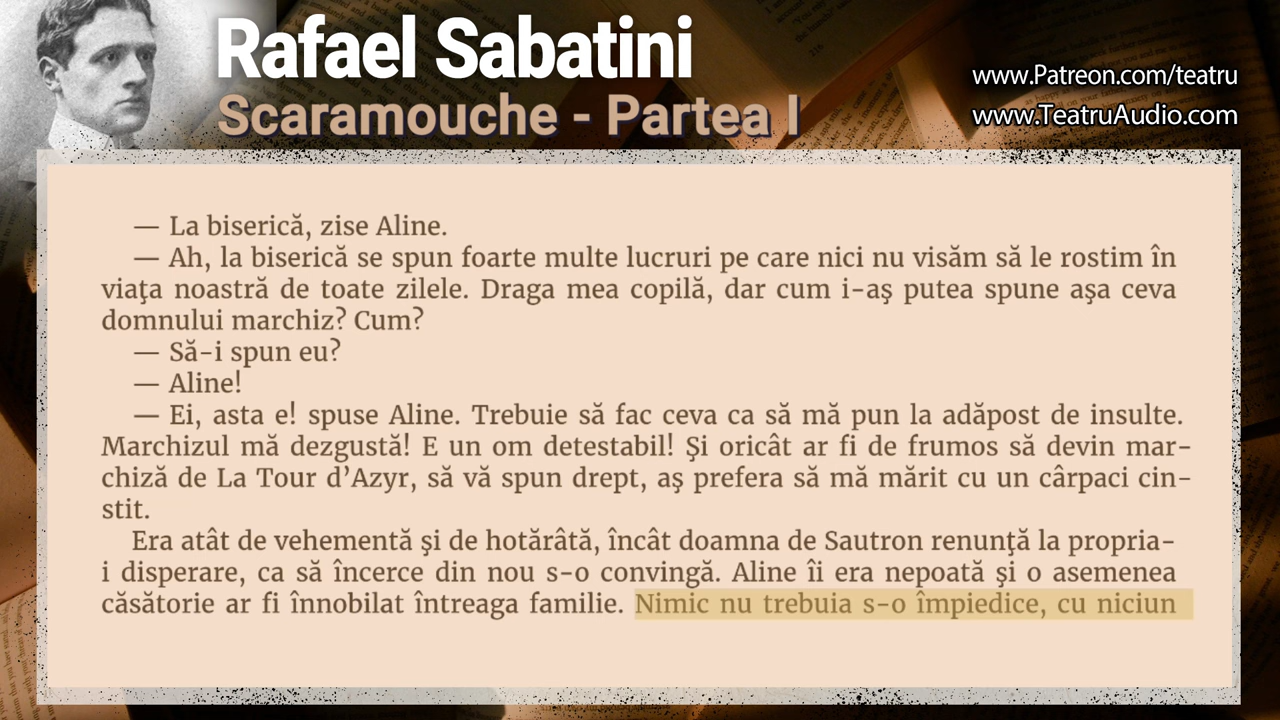 Rafael Sabatini
Scaramouche - Partea I
www.Patreon.com/teatru
www.TeatruAudio.com
— La biserică, zise Aline.
— Ah, la biserică se spun foarte multe lucruri pe care nici nu visăm să le rostim în
viaţa noastră de toate zilele. Draga mea copilă, dar cum i-aş putea spune aşa ceva
domnului marchiz? Cum?
— Să-i spun eu?
— Aline!
— Ei, asta e! spuse Aline. Trebuie să fac ceva ca să mă pun la adăpost de insulte.
Marchizul mă dezgustă! E un om detestabil! Şi oricât ar fi de frumos să devin mar-
chiză de La Tour d’Azyr, să vă spun drept, aş prefera să mă mărit cu un cârpaci cin-
stit.
Era atât de vehementă şi de hotărâtă, încât doamna de Sautron renunţă la propria-
i disperare, ca să încerce din nou s-o convingă. Aline îi era nepoată şi o asemenea
căsătorie ar fi înnobilat întreaga familie. Nimic nu trebuia s-o împiedice, cu niciun